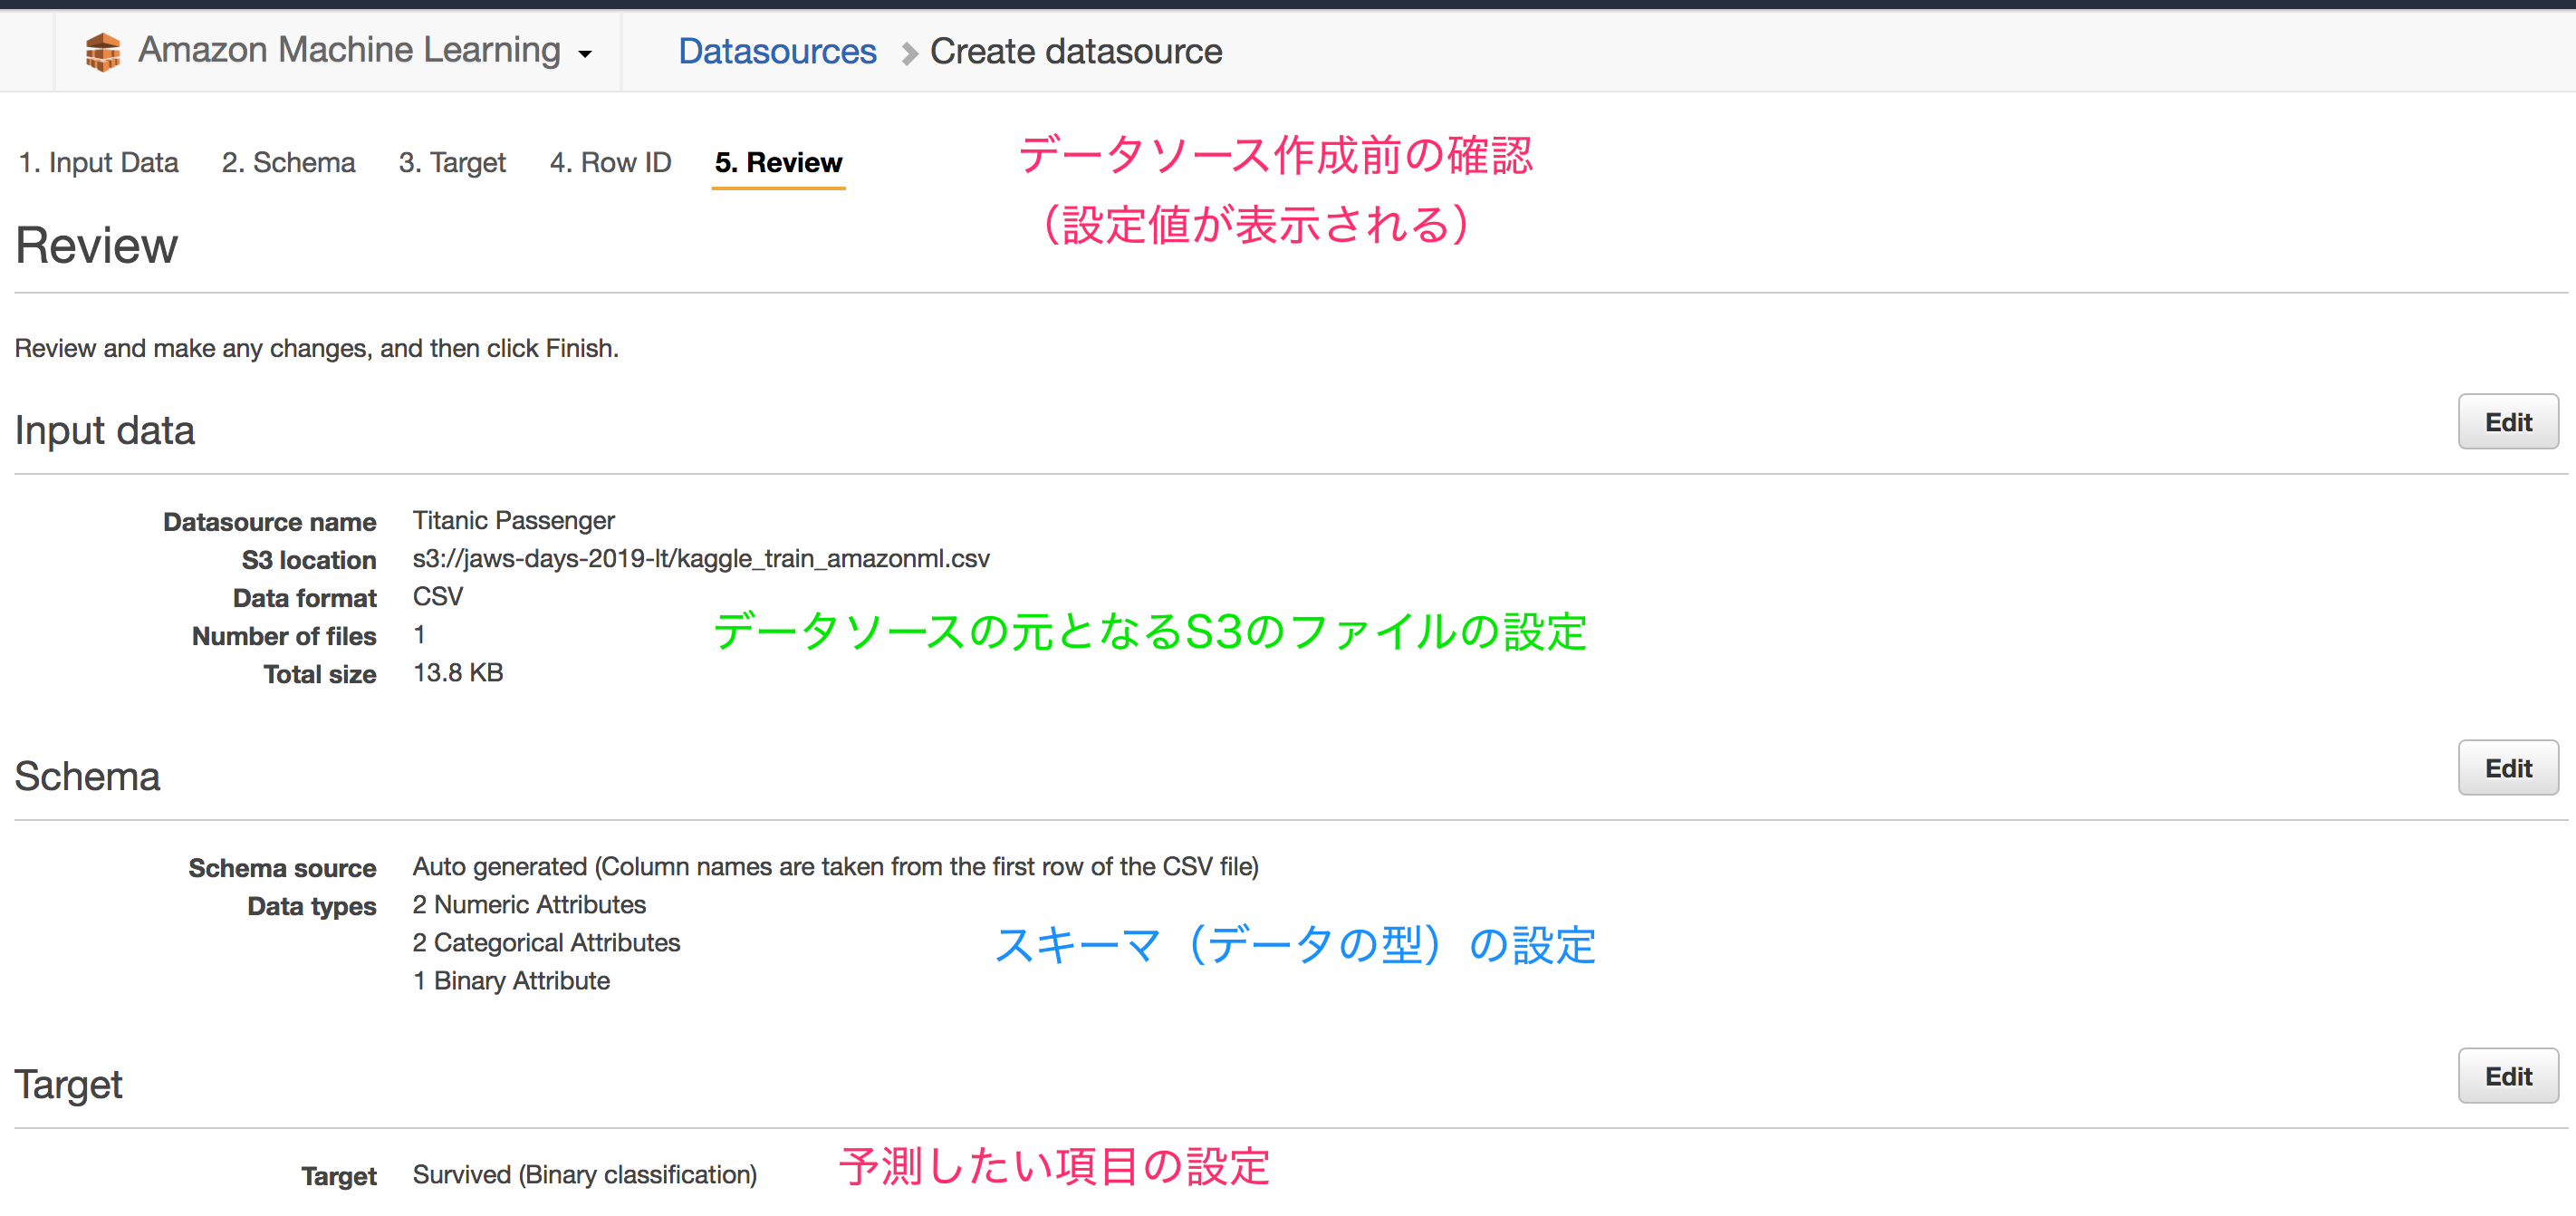 Amazon Machine Learning Datasources Create datasource
1. Input Data 2. Schema 3. Target 4. Row ID 5. Review
データソース作成前の確認
（設定値が表示される）
Review
Review and make any changes, and then click Finish.
Input data Edit
Datasource name Titanic Passenger
S3 location s3://jaws-days-2019-lt/kaggle_train_amazonml.csv
Data format CSV
Number of files 1
データソースの元となるS3のファイルの設定
Total size 13.8 KB
Schema Edit
Schema source Auto generated (Column names are taken from the first row of the CSV file)
Data types 2 Numeric Attributes
2 Categorical Attributes
スキーマ（データの型）の設定
1 Binary Attribute
Target Edit
Target Survived (Binary classification) 予測したい項目の設定